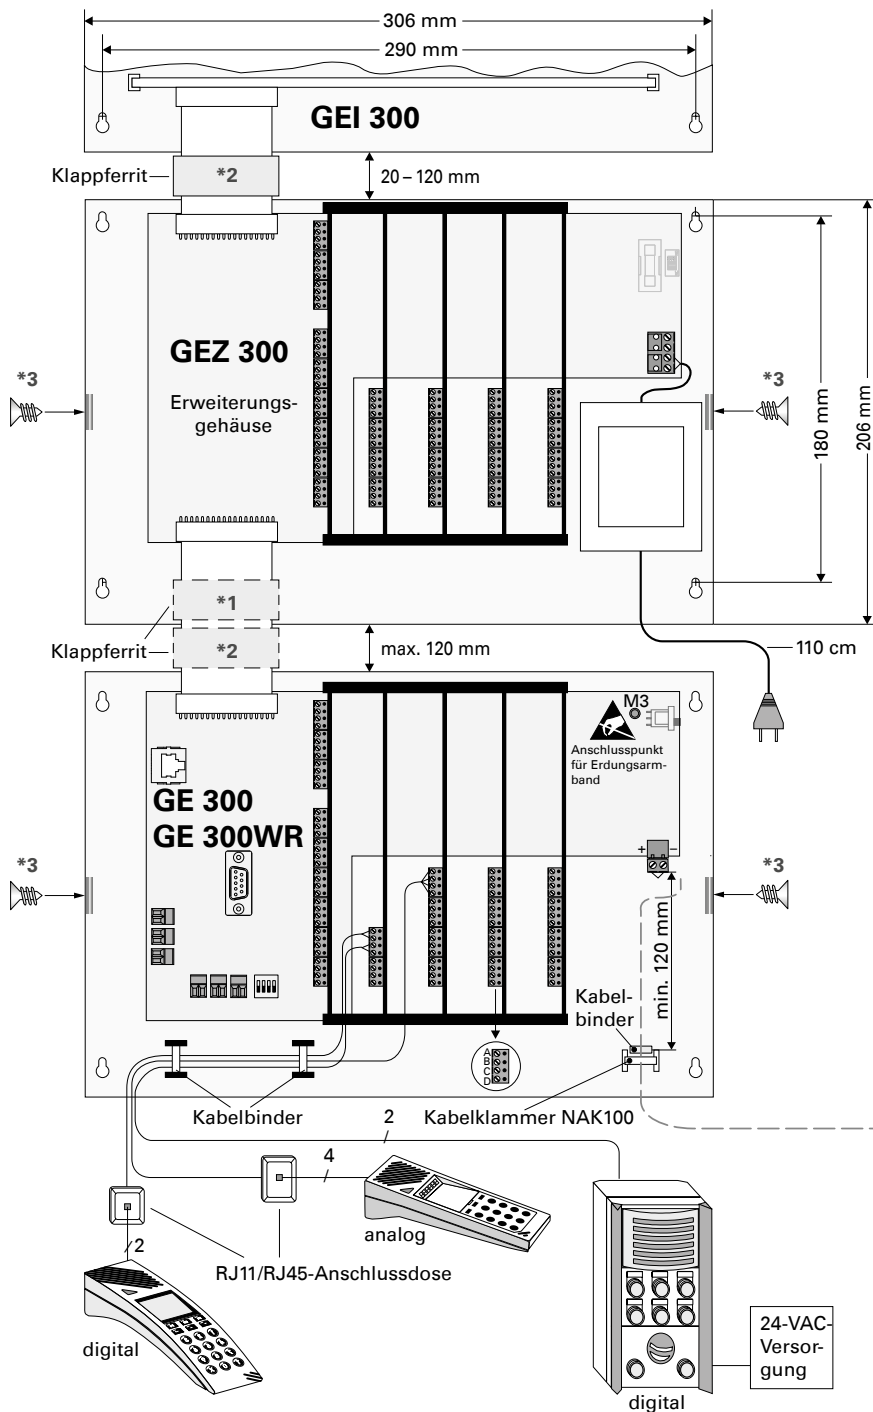 306 mm
290 mm
GEI 300
Klappferrit
*2
20 – 120 mm
GEZ 300
Erweiterungs-
gehäuse
*3
*3
180 mm
206 mm
*1
Klappferrit
*2
max. 120 mm
110 cm
M3
Anschlusspunkt
für Erdungsarm-
band
GE 300
GE 300WR
+
–
*3
*3
min. 120 mm
Kabel-
binder
A
B
C
D
Kabelbinder
Kabelklammer NAK100
2
4
analog
2
RJ11/RJ45-Anschlussdose
digital
24-VAC-
Versor-
gung
digital